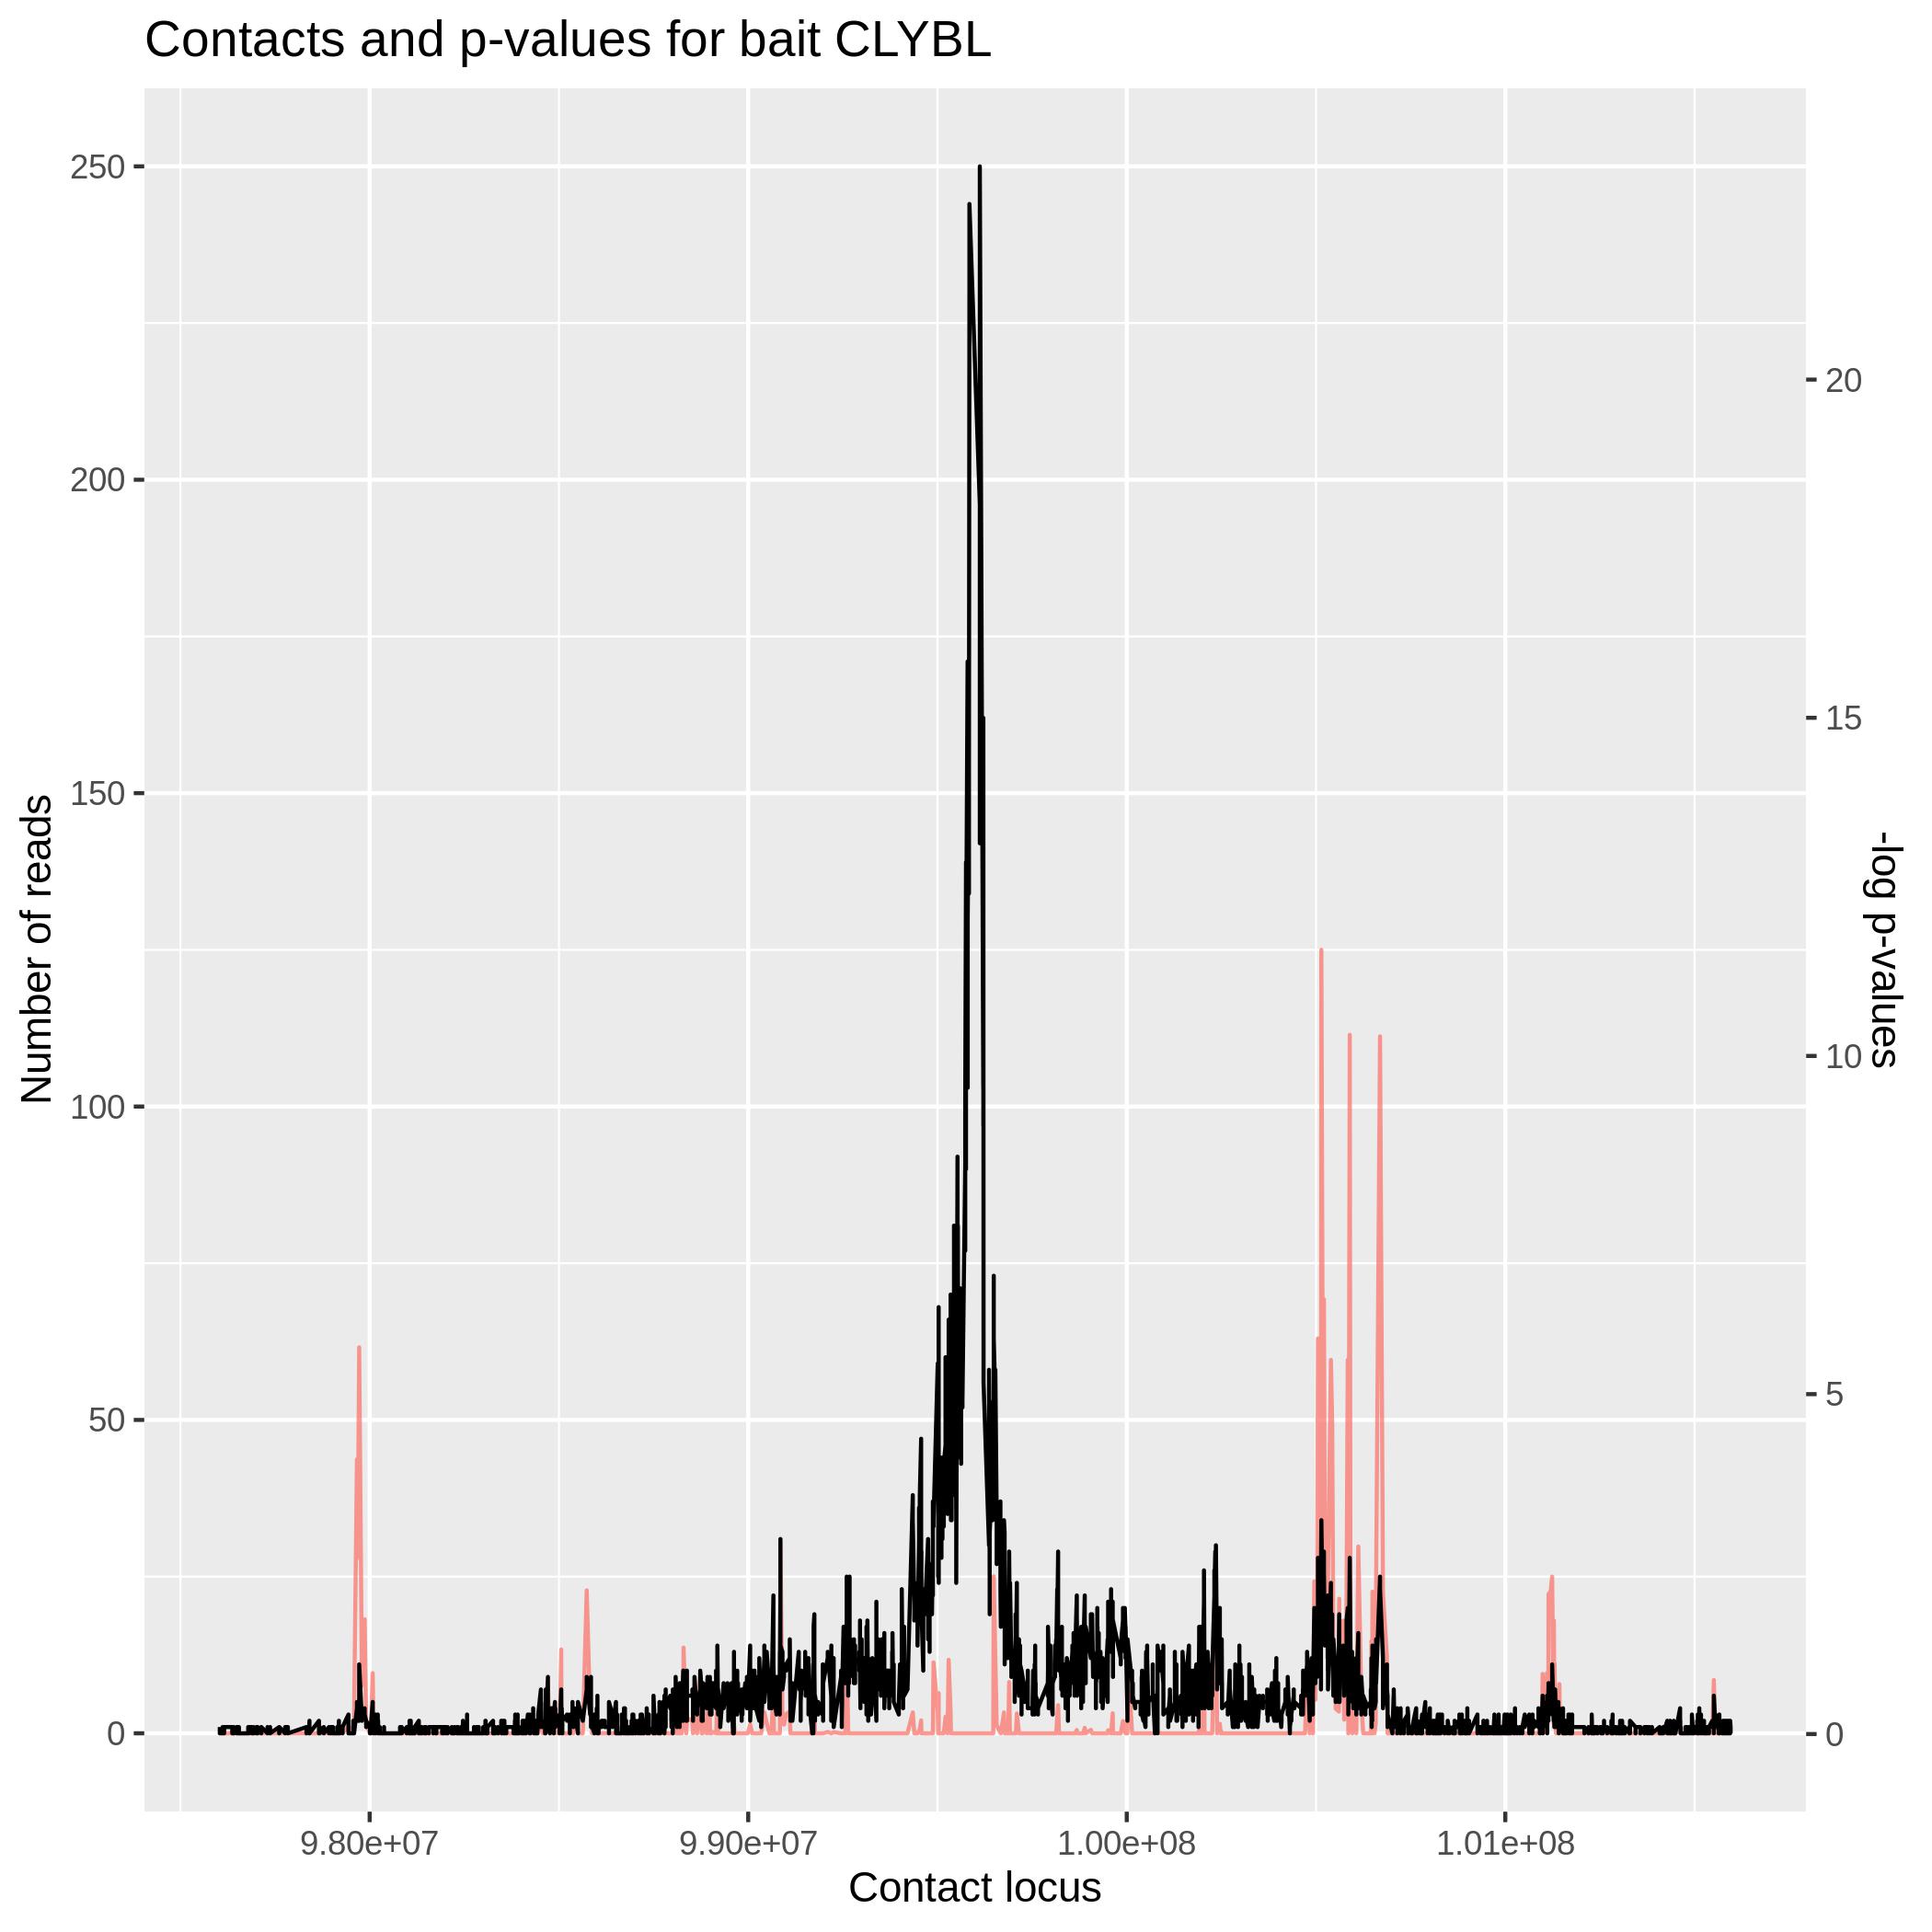 Contacts and p-values for bait CLYBL
250
200
150
100
50
0
Number of reads
20
15
10
5
0
-log p-values
9.80e+07
9.90e+07
1.00e+08
1.01e+08
Contact locus